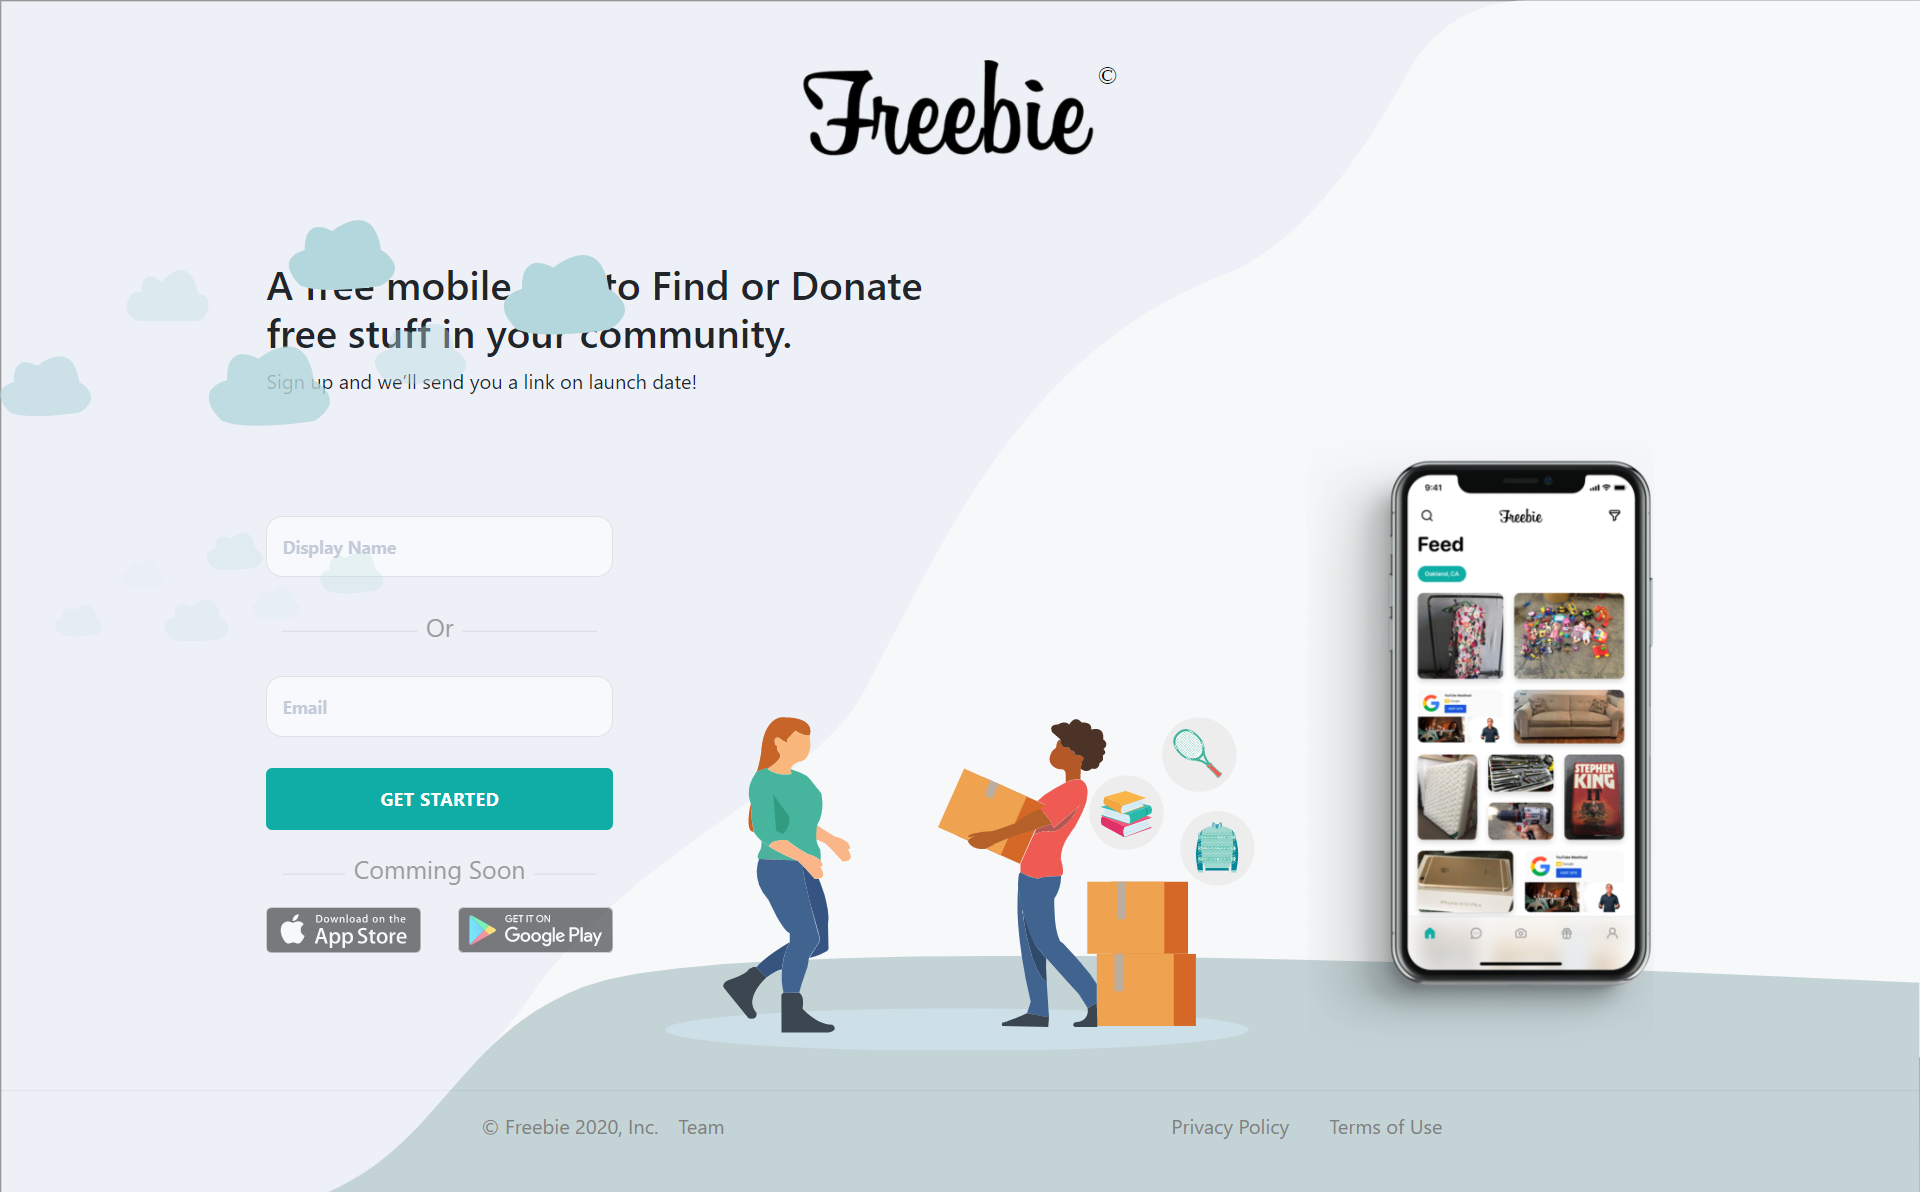 Freebie ©
A free mobile to Find or Donate
free stuff in your community.
Sign up and we'll send you a link on launch date!
Display Name
Or
Email
GET STARTED
Comming Soon
Download on the
App Store
GET IT ON
Google Play
9:41
Freebie
Feed
Oakland, CA
STEPHEN
KING
IT
© Freebie 2020, Inc. Team
Privacy Policy Terms of Use